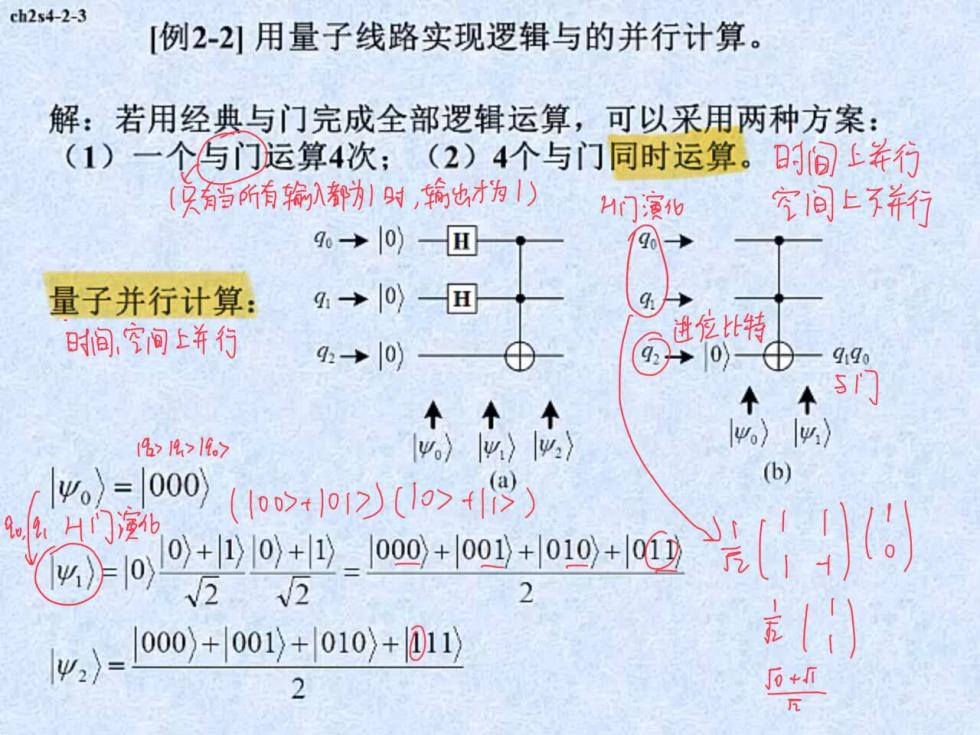 ch2s4-2-3
[例2-2] 用量子线路实现逻辑与的并行计算。
解：若用经典与门完成全部逻辑运算，可以采用两种方案：
（1）一个与门运算4次；（2）4个与门同时运算。
时间上并行
空间上不并行
(只有当所有输入都为1时,输出才为1)
H门演化
q₀ → |0⟩ H
q₁ → |0⟩ H
q₂ → |0⟩
|ψ₀⟩ |ψ₁⟩ |ψ₂⟩
(a)
q₀ →
q₁ →
进位比特
q₂ → |0⟩ q₁q₀
与门
|ψ₀⟩ |ψ₁⟩
(b)
量子并行计算：
时间,空间上并行
|q₂⟩ |q₁⟩ |q₀⟩
|ψ₀⟩ = |000⟩
q₀,q₁ H门演化
(|00⟩+|01⟩)(|0⟩+|1⟩)
|ψ₁⟩ = |0⟩ (|0⟩+|1⟩)/√2 (|0⟩+|1⟩)/√2 = (|000⟩+|001⟩+|010⟩+|011⟩)/2
|ψ₂⟩ = (|000⟩+|001⟩+|010⟩+|111⟩)/2
1/√2 (1 1 / 1 -1) (1 / 0)
1/√2 (1 / 1)
(√0+√1)/√2